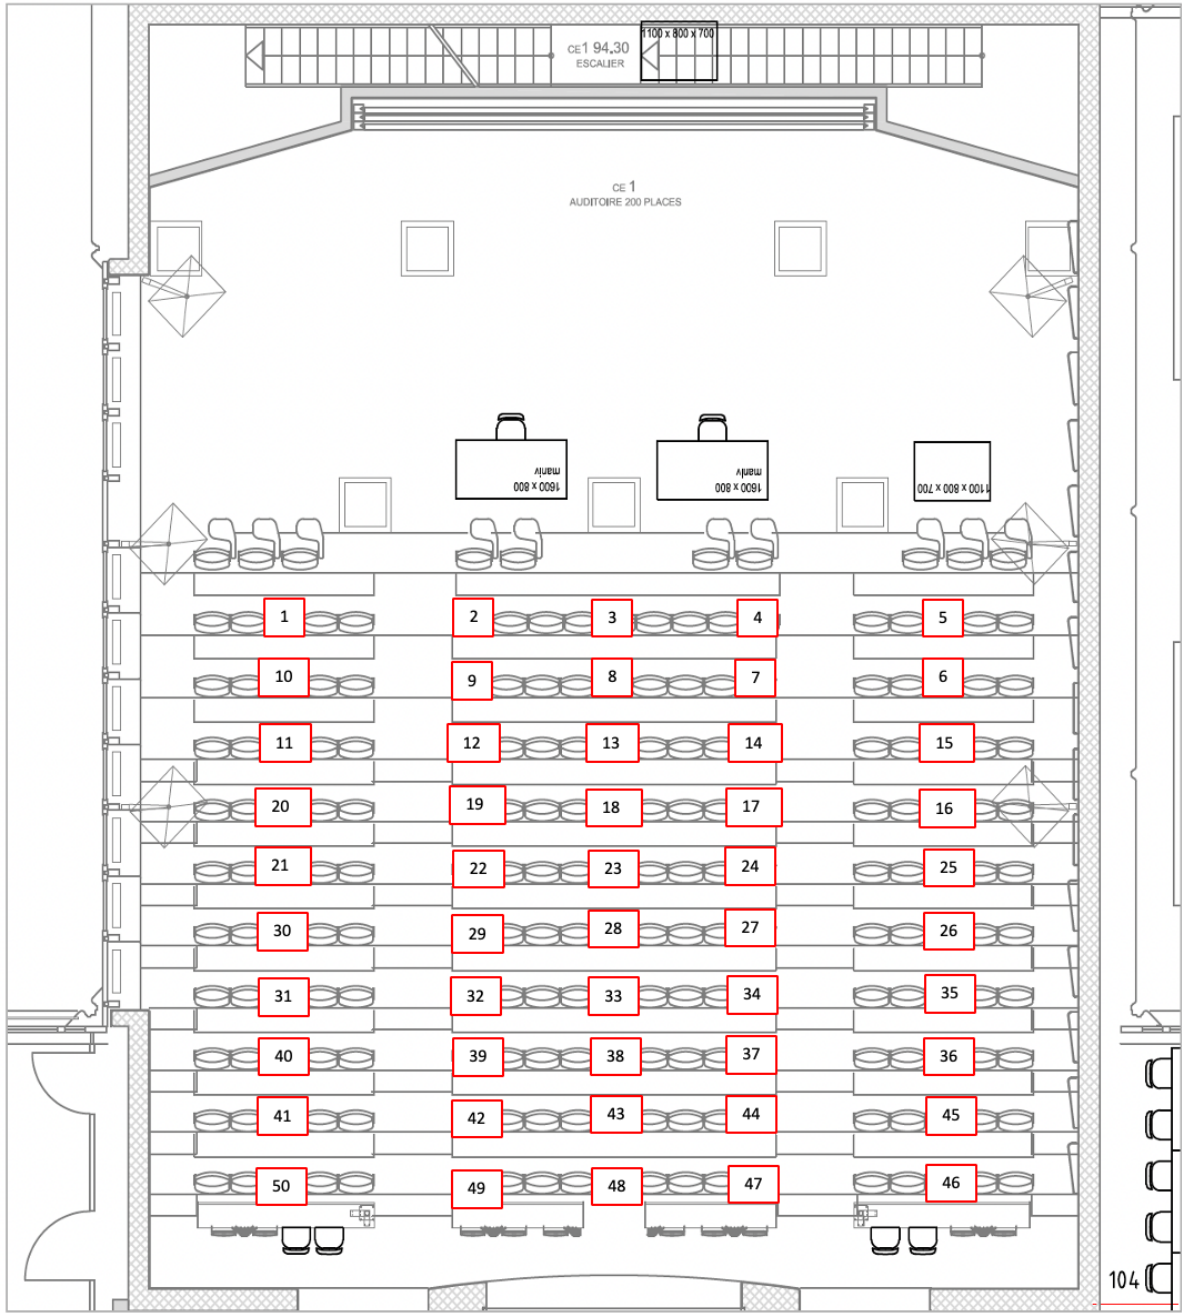 1100 x 800 x 700
CE1 94.30
ESCALIER
CE 1
AUDITOIRE 200 PLACES
1600 x 800
maniv
1600 x 800
maniv
1100 x 800 x 700
1 2 3 4 5
10 9 8 7 6
11 12 13 14 15
20 19 18 17 16
21 22 23 24 25
30 29 28 27 26
31 32 33 34 35
40 39 38 37 36
41 42 43 44 45
50 49 48 47 46
104